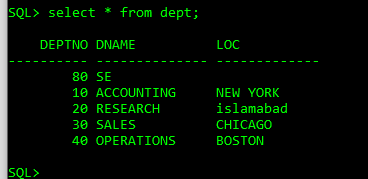 SQL> select * from dept;
DEPTNO DNAME LOC
---------- -------------- -------------
80 SE
10 ACCOUNTING NEW YORK
20 RESEARCH islamabad
30 SALES CHICAGO
40 OPERATIONS BOSTON
SQL>